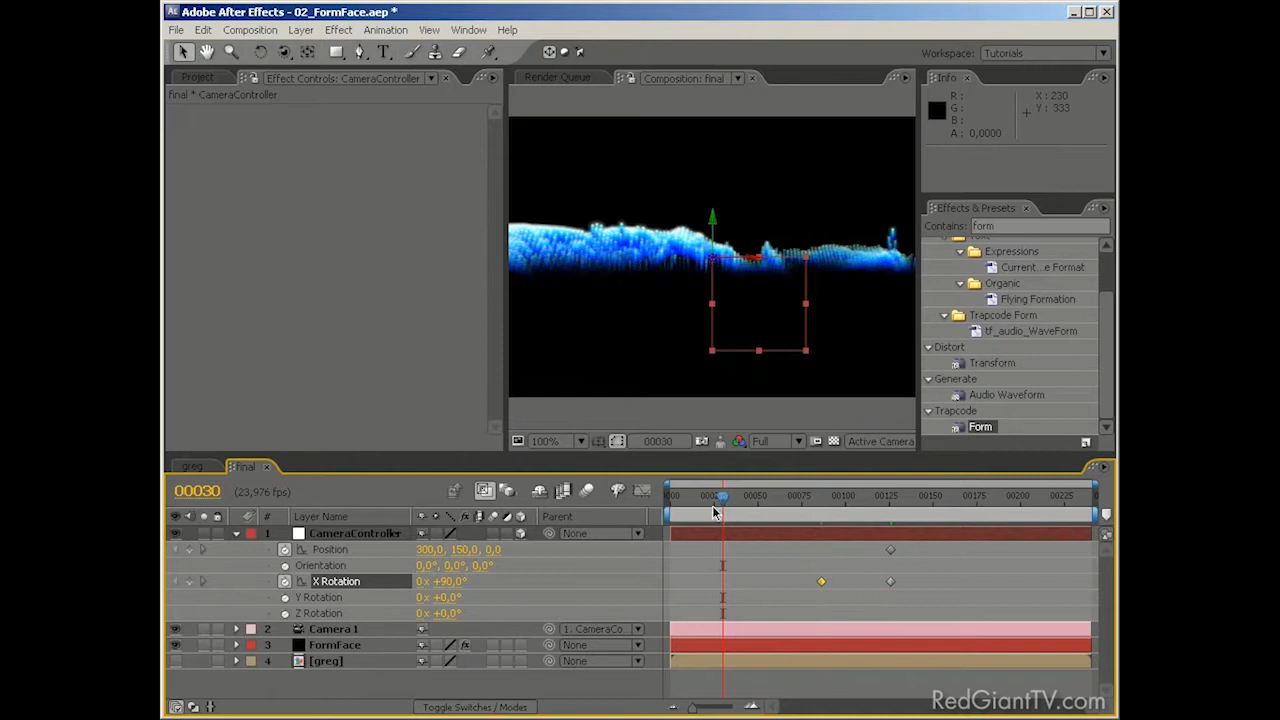 Adobe After Effects - 02_FormFace.aep *
File Edit Composition Layer Effect Animation View Window Help
Workspace: Tutorials
Project Effect Controls: CameraController Render Queue Composition: final Info
final * CameraController
R : X : 230
G : Y : 333
B :
A : 0,0000
Effects & Presets
Contains: form
Expressions
Current...e Format
Organic
Flying Formation
Trapcode Form
tf_audio_WaveForm
Distort
Transform
Generate
Audio Waveform
Trapcode
Form
100% 00030 Full Active Camera
greg final
00030 (23,976 fps) 00050 00075 00100 00125 00150 00175 00200 00225
# Layer Name Parent
1 CameraController None
Position 300,0, 150,0, 0,0
Orientation 0,0°, 0,0°, 0,0°
X Rotation 0x +90,0°
Y Rotation 0x +0,0°
Z Rotation 0x +0,0°
2 Camera 1 1. CameraCo...
3 FormFace None
4 [greg] None
Toggle Switches / Modes
RedGiantTV.com